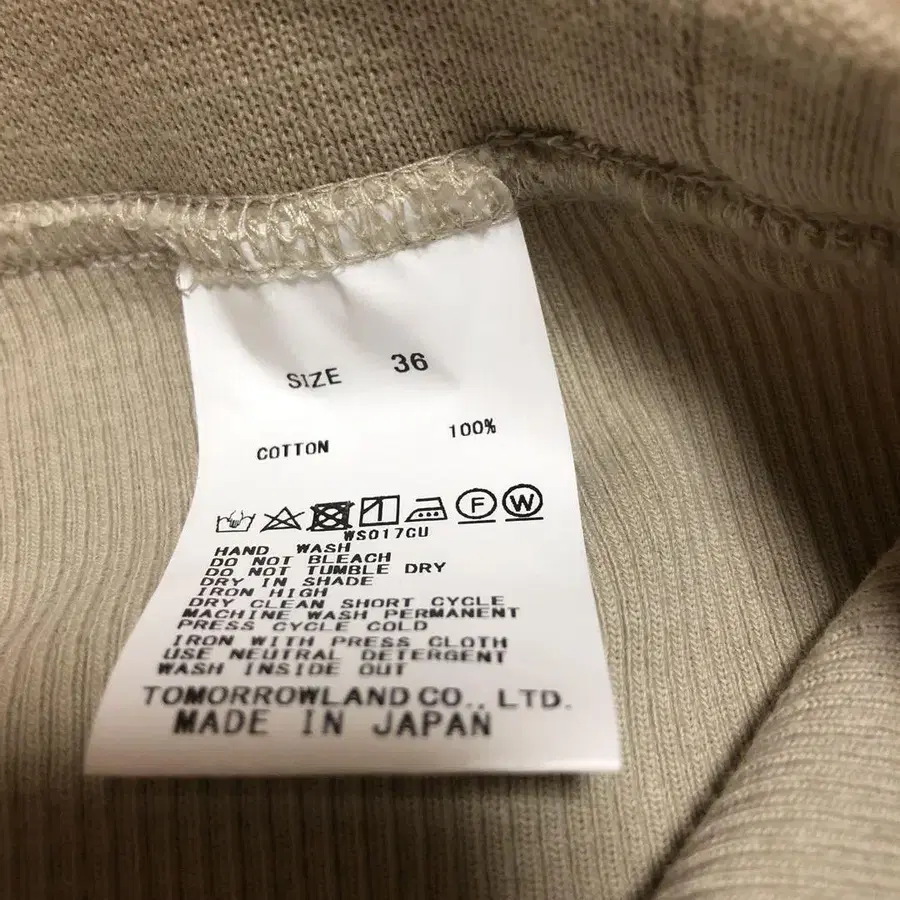 SIZE 36
COTTON 100%
F W
WS017CU
HAND WASH
DO NOT BLEACH
DO NOT TUMBLE DRY
DRY IN SHADE
IRON HIGH
DRY CLEAN SHORT CYCLE
MACHINE WASH PERMANENT
PRESS CYCLE COLD
IRON WITH PRESS CLOTH
USE NEUTRAL DETERGENT
WASH INSIDE OUT
TOMORROWLAND CO., LTD.
MADE IN JAPAN